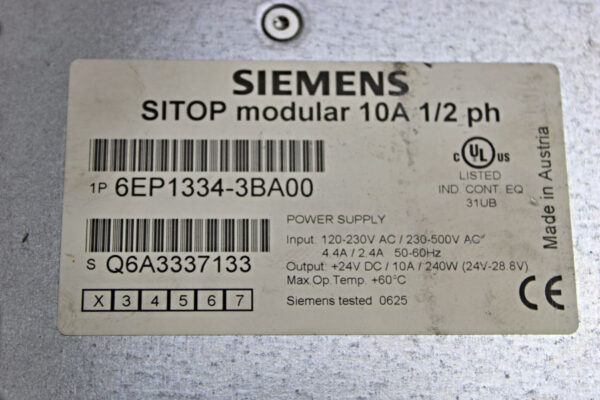 SIEMENS
SITOP modular 10A 1/2 ph
1P 6EP1334-3BA00
S Q6A3337133
X 3 4 5 6 7
C UL US
LISTED
IND. CONT. EQ
31UB
POWER SUPPLY
Input: 120-230V AC / 230-500V AC
4.4A / 2.4A 50-60Hz
Output: +24V DC / 10A / 240W (24V-28.8V)
Max.Op.Temp. +60°C
Siemens tested 0625
Made in Austria
CE